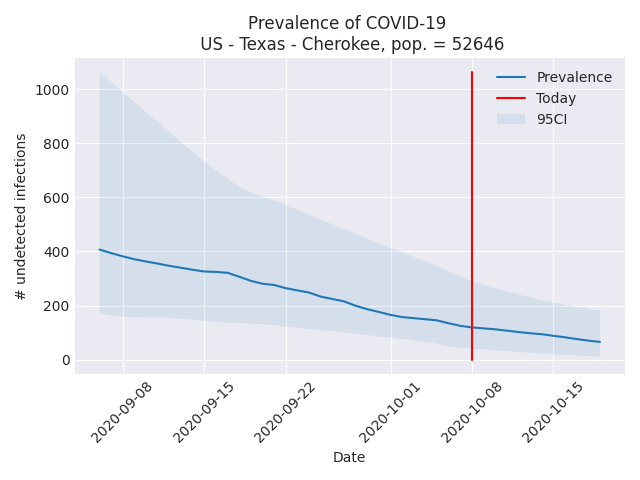 Prevalence of COVID-19
US - Texas - Cherokee, pop. = 52646
Prevalence
Today
95CI
# undetected infections
1000
800
600
400
200
0
2020-09-08
2020-09-15
2020-09-22
2020-10-01
2020-10-08
2020-10-15
Date